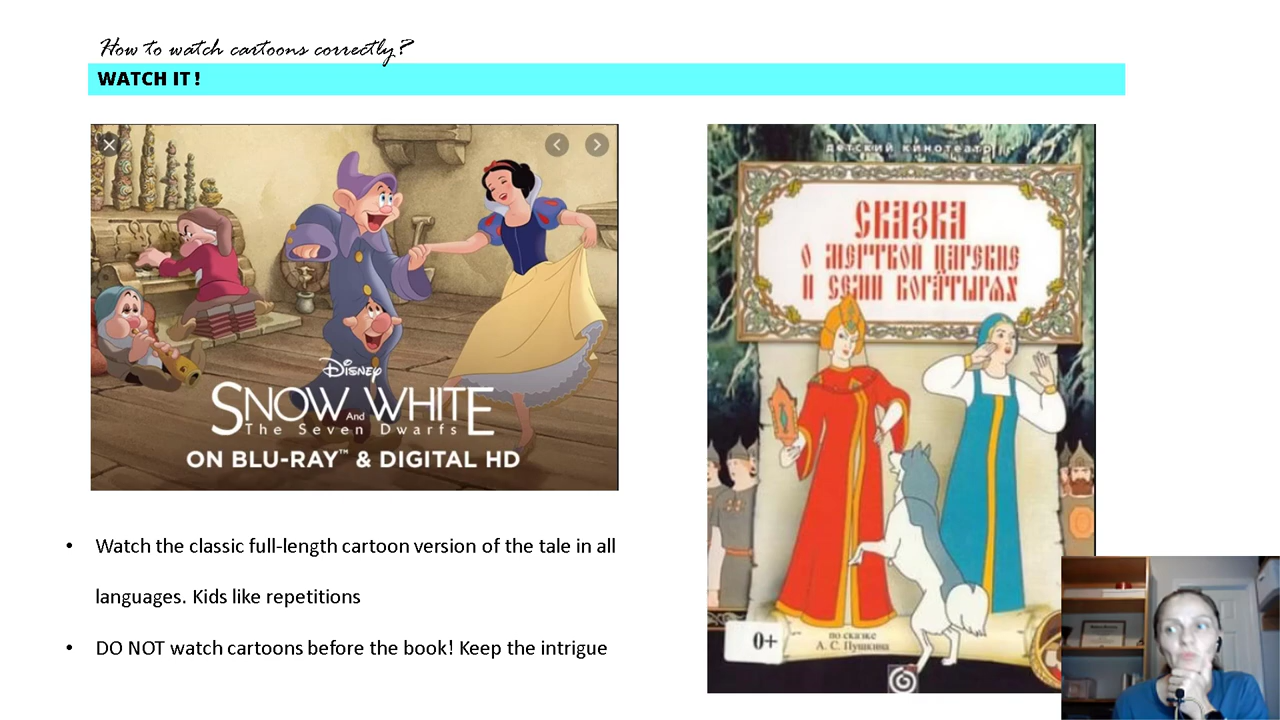 How to watch cartoons correctly?
WATCH IT!
DISNEY
SNOW And WHITE
The Seven Dwarfs
ON BLU-RAY™ & DIGITAL HD
• Watch the classic full-length cartoon version of the tale in all
languages. Kids like repetitions
• DO NOT watch cartoons before the book! Keep the intrigue
детский кинотеатр
СКАЗКА
О МЕРТВОЙ ЦАРЕВНЕ
И СЕМИ БОГАТЫРЯХ
0+
по сказке
А. С. Пушкина